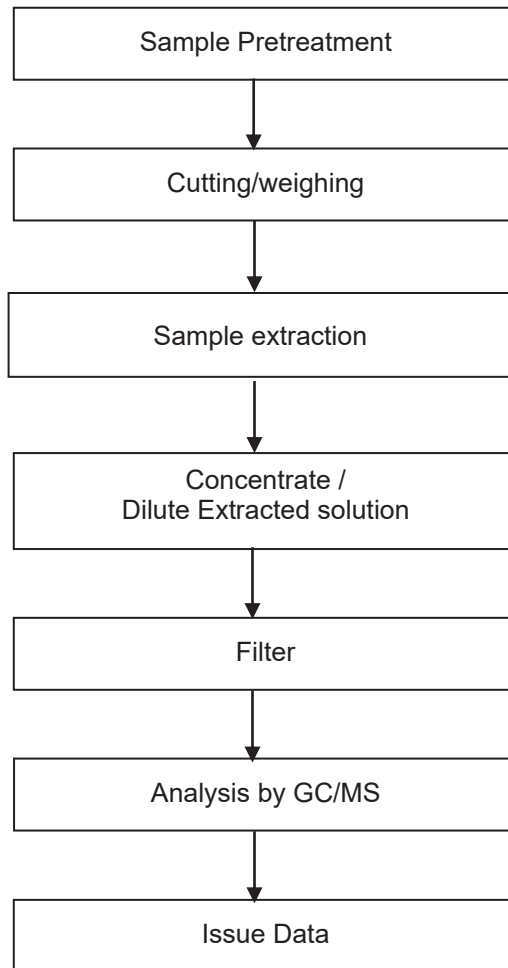 Sample Pretreatment
Cutting/weighing
Sample extraction
Concentrate /
Dilute Extracted solution
Filter
Analysis by GC/MS
Issue Data